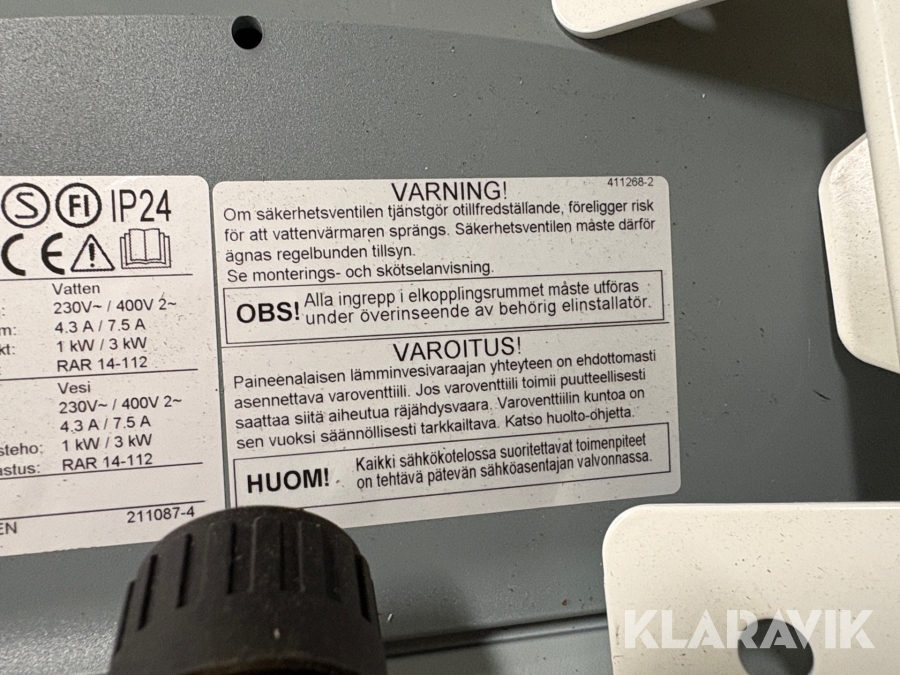 S FI IP24
CE
Vatten
230V~ / 400V 2~
4.3 A / 7.5 A
1 kW / 3 kW
RAR 14-112
Vesi
230V~ / 400V 2~
4.3 A / 7.5 A
1 kW / 3 kW
RAR 14-112
211087-4
VARNING!
411268-2
Om säkerhetsventilen tjänstgör otillfredställande, föreligger risk
för att vattenvärmaren sprängs. Säkerhetsventilen måste därför
ägnas regelbunden tillsyn.
Se monterings- och skötselanvisning.
OBS! Alla ingrepp i elkopplingsrummet måste utföras
under överinseende av behörig elinstallatör.
VAROITUS!
Paineenalaisen lämminvesivaraajan yhteyteen on ehdottomasti
asennettava varoventtiili. Jos varoventtiili toimii puutteellisesti
saattaa siitä aiheutua räjähdysvaara. Varoventtiilin kuntoa on
sen vuoksi säännöllisesti tarkkailtava. Katso huolto-ohjetta.
HUOM! Kaikki sähkökotelossa suoritettavat toimenpiteet
on tehtävä pätevän sähköasentajan valvonnassa.
KLARAVIK